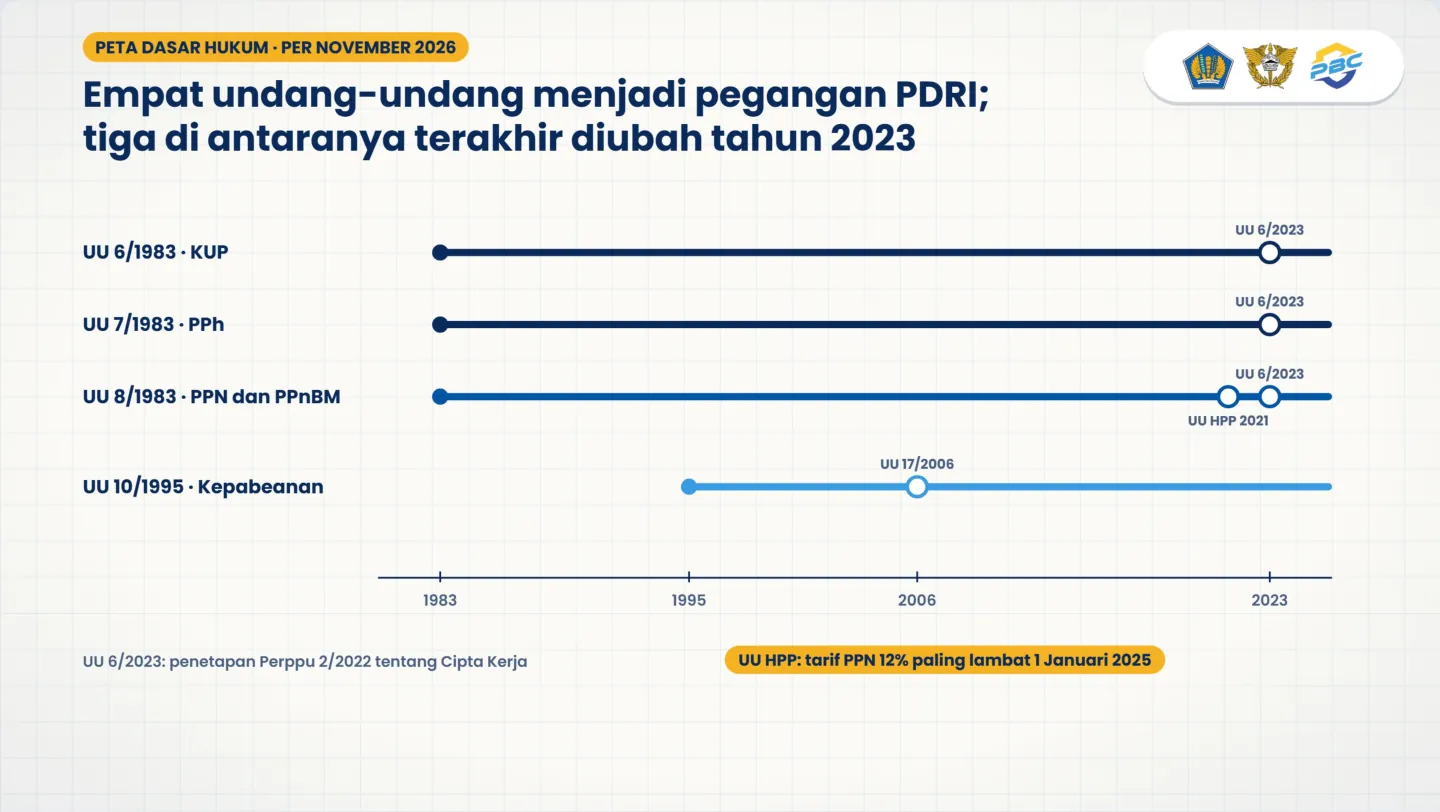 PETA DASAR HUKUM · PER NOVEMBER 2026
Empat undang-undang menjadi pegangan PDRI;
tiga di antaranya terakhir diubah tahun 2023
PBC
UU 6/1983 · KUP
UU 6/2023
UU 7/1983 · PPh
UU 6/2023
UU 8/1983 · PPN dan PPnBM
UU 6/2023
UU HPP 2021
UU 10/1995 · Kepabeanan
UU 17/2006
1983
1995
2006
2023
UU 6/2023: penetapan Perppu 2/2022 tentang Cipta Kerja
UU HPP: tarif PPN 12% paling lambat 1 Januari 2025